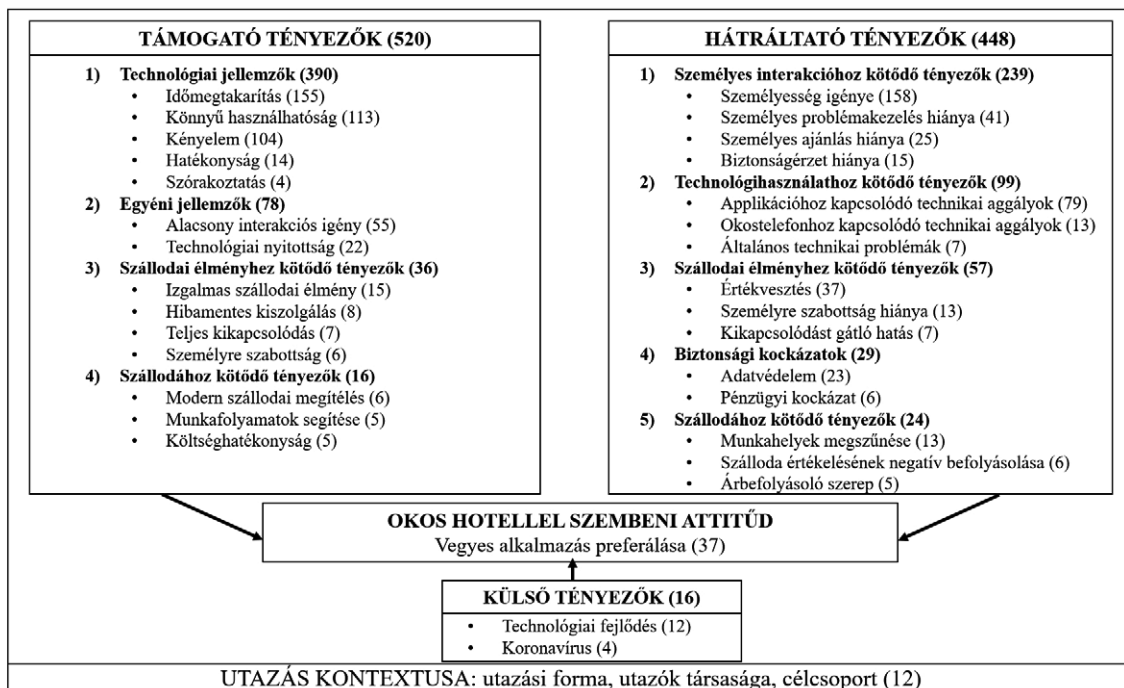 TÁMOGATÓ TÉNYEZŐK (520)
1) Technológiai jellemzők (390)
• Időmegtakarítás (155)
• Könnyű használhatóság (113)
• Kényelem (104)
• Hatékonyság (14)
• Szórakoztatás (4)
2) Egyéni jellemzők (78)
• Alacsony interakciós igény (55)
• Technológiai nyitottság (22)
3) Szállodai élményhez kötődő tényezők (36)
• Izgalmas szállodai élmény (15)
• Hibamentes kiszolgálás (8)
• Teljes kikapcsolódás (7)
• Személyre szabottság (6)
4) Szállodához kötődő tényezők (16)
• Modern szállodai megítélés (6)
• Munkafolyamatok segítése (5)
• Költséghatékonyság (5)
HÁTRÁLTATÓ TÉNYEZŐK (448)
1) Személyes interakcióhoz kötődő tényezők (239)
• Személyesség igénye (158)
• Személyes problémakezelés hiánya (41)
• Személyes ajánlás hiánya (25)
• Biztonságérzet hiánya (15)
2) Technológihasználathoz kötődő tényezők (99)
• Applikációhoz kapcsolódó technikai aggályok (79)
• Okostelefonhoz kapcsolódó technikai aggályok (13)
• Általános technikai problémák (7)
3) Szállodai élményhez kötődő tényezők (57)
• Értékvesztés (37)
• Személyre szabottság hiánya (13)
• Kikapcsolódást gátló hatás (7)
4) Biztonsági kockázatok (29)
• Adatvédelem (23)
• Pénzügyi kockázat (6)
5) Szállodához kötődő tényezők (24)
• Munkahelyek megszűnése (13)
• Szálloda értékelésének negatív befolyásolása (6)
• Árbefolyásoló szerep (5)
OKOS HOTELLEL SZEMBENI ATTITŰD
Vegyes alkalmazás preferálása (37)
KÜLSŐ TÉNYEZŐK (16)
• Technológiai fejlődés (12)
• Koronavírus (4)
UTAZÁS KONTEXTUSA: utazási forma, utazók társasága, célcsoport (12)